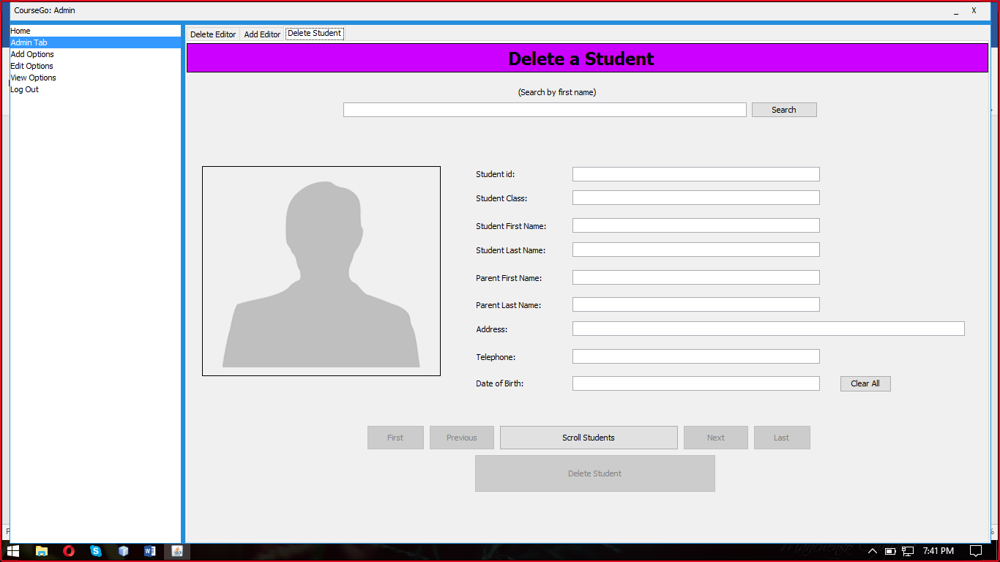 CourseGo: Admin
_ X
Home
Admin Tab
Add Options
Edit Options
View Options
Log Out
Delete Editor Add Editor Delete Student
Delete a Student
(Search by first name)
Search
Student id:
Student Class:
Student First Name:
Student Last Name:
Parent First Name:
Parent Last Name:
Address:
Telephone:
Date of Birth:
Clear All
First Previous Scroll Students Next Last
Delete Student
7:41 PM